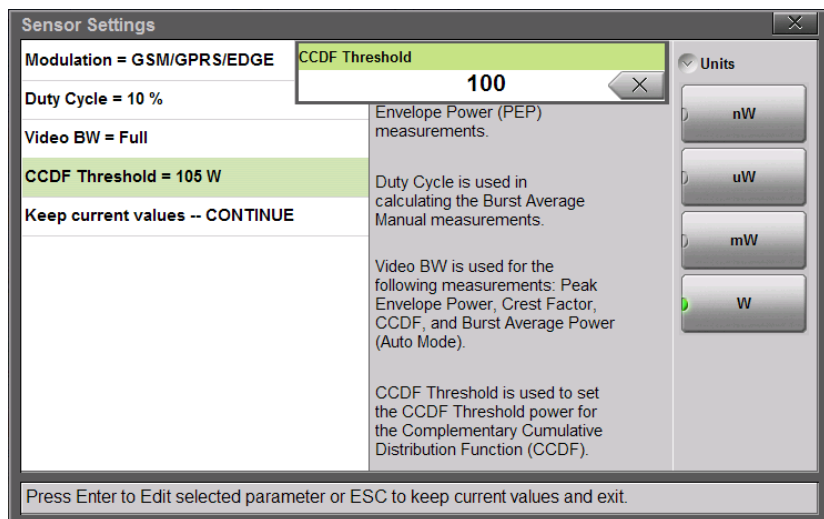 Sensor Settings
Modulation = GSM/GPRS/EDGE
Duty Cycle = 10 %
Video BW = Full
CCDF Threshold = 105 W
Keep current values -- CONTINUE
CCDF Threshold
100
Envelope Power (PEP)
measurements.
Duty Cycle is used in
calculating the Burst Average
Manual measurements.
Video BW is used for the
following measurements: Peak
Envelope Power, Crest Factor,
CCDF, and Burst Average Power
(Auto Mode).
CCDF Threshold is used to set
the CCDF Threshold power for
the Complementary Cumulative
Distribution Function (CCDF).
Units
nW
uW
mW
W
Press Enter to Edit selected parameter or ESC to keep current values and exit.